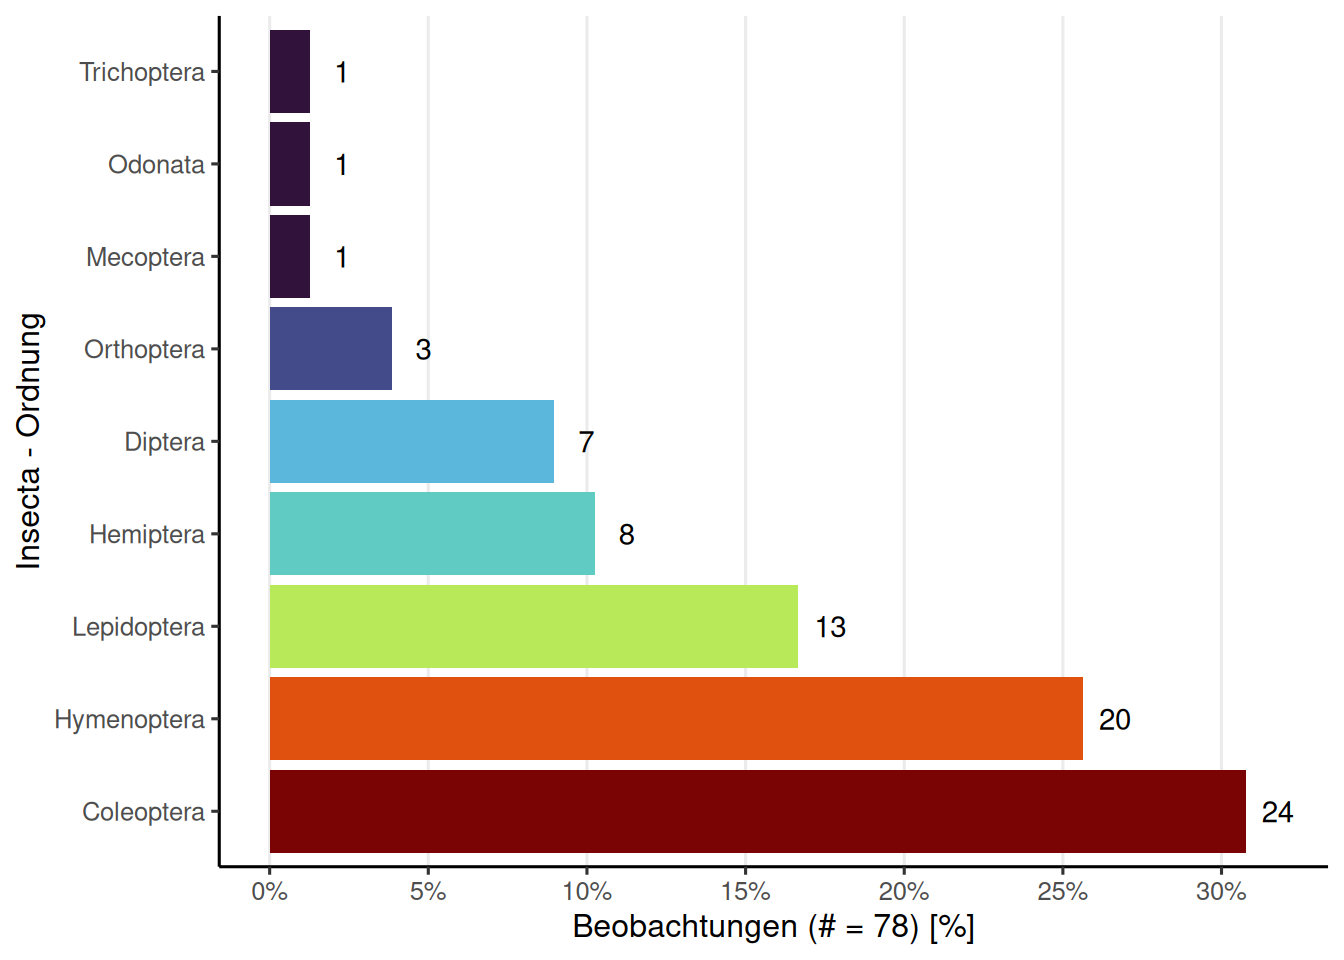 Insecta - Ordnung
Trichoptera 1
Odonata 1
Mecoptera 1
Orthoptera 3
Diptera 7
Hemiptera 8
Lepidoptera 13
Hymenoptera 20
Coleoptera 24
0% 5% 10% 15% 20% 25% 30%
Beobachtungen (# = 78) [%]